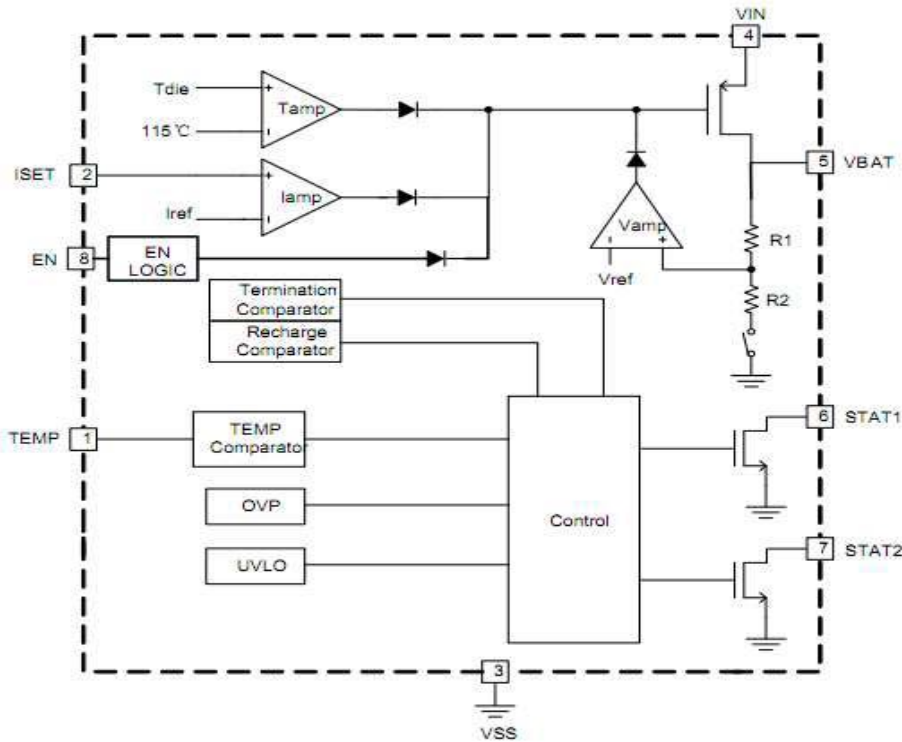 VIN
4
Tdie
+
Tamp
115℃
-
ISET
2
+
Iamp
Iref
-
5
VBAT
Vamp
-
+
R1
Vref
EN
8
EN
LOGIC
R2
Termination
Comparator
Recharge
Comparator
6
STAT1
TEMP
1
TEMP
Comparator
OVP
Control
UVLO
7
STAT2
3
VSS